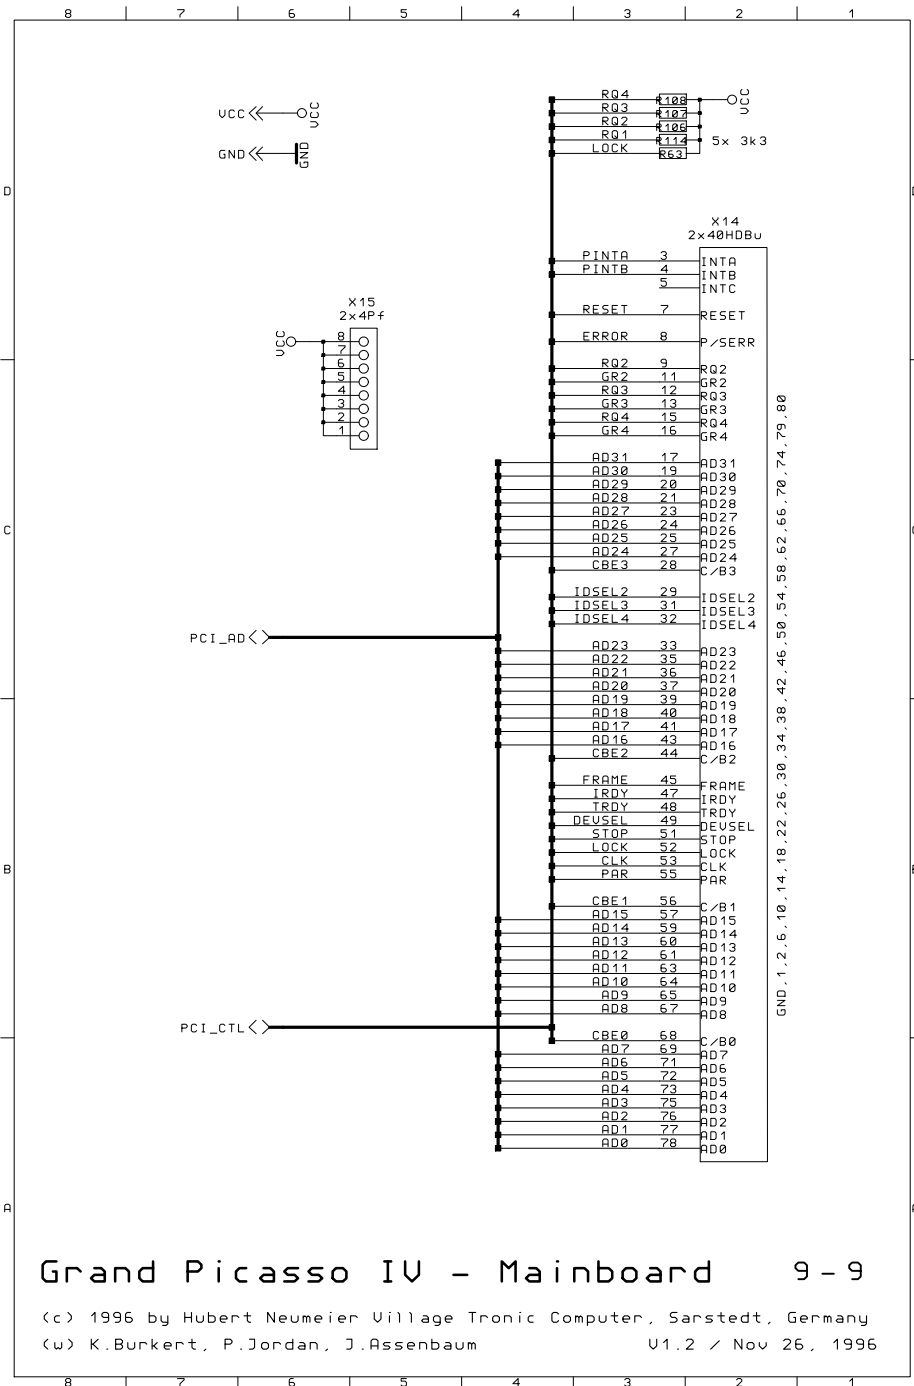 8 7 6 5 4 3 2 1
RQ4 R108 VCC
VCC VCC RQ3 R107
RQ2 R106
RQ1 R114 5x 3k3
GND GND LOCK R63
D
X14
2x40HDBu
PINTA 3 INTA
PINTB 4 INTB
5 INTC
X15
2x4Pf
RESET 7 RESET
VCC 8
7
6
5
4
3
2
1
ERROR 8 P/SERR
RQ2 9 RQ2
GR2 11 GR2
RQ3 12 RQ3
GR3 13 GR3
RQ4 15 RQ4
GR4 16 GR4
AD31 17 AD31
AD30 19 AD30
AD29 20 AD29
AD28 21 AD28
AD27 23 AD27
C
AD26 24 AD26
AD25 25 AD25
AD24 27 AD24
CBE3 28 C/B3
IDSEL2 29 IDSEL2
IDSEL3 31 IDSEL3
IDSEL4 32 IDSEL4
PCI_AD
AD23 33 AD23
AD22 35 AD22
AD21 36 AD21
AD20 37 AD20
AD19 39 AD19
AD18 40 AD18
AD17 41 AD17
AD16 43 AD16
CBE2 44 C/B2
FRAME 45 FRAME
IRDY 47 IRDY
TRDY 48 TRDY
DEVSEL 49 DEVSEL
STOP 51 STOP
LOCK 52 LOCK
B
CLK 53 CLK
PAR 55 PAR
CBE1 56 C/B1
AD15 57 AD15
AD14 59 AD14
AD13 60 AD13
AD12 61 AD12
AD11 63 AD11
AD10 64 AD10
AD9 65 AD9
AD8 67 AD8
PCI_CTL
CBE0 68 C/B0
AD7 69 AD7
AD6 71 AD6
AD5 72 AD5
AD4 73 AD4
AD3 75 AD3
AD2 76 AD2
AD1 77 AD1
AD0 78 AD0
GND,1,2,6,10,14,18,22,26,30,34,38,42,46,50,54,58,62,66,70,74,79,80
A
Grand Picasso IV - Mainboard 9-9
(c) 1996 by Hubert Neumeier Village Tronic Computer, Sarstedt, Germany
(w) K.Burkert, P.Jordan, J.Assenbaum V1.2 / Nov 26, 1996
8 7 6 5 4 3 2 1